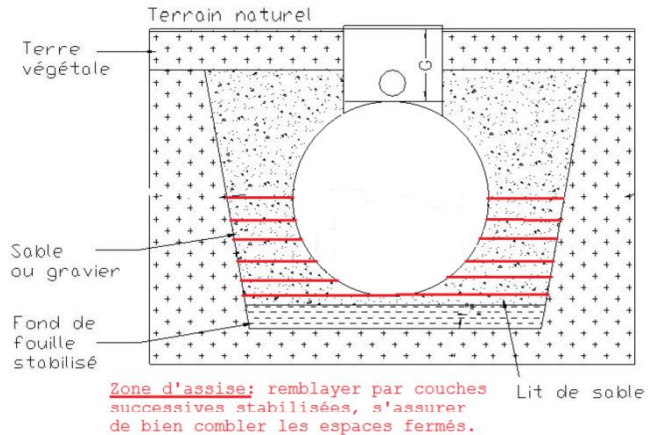 Terrain naturel
Terre
végétale
G
Sable
ou gravier
Fond de
fouille
stabilisé
Lit de sable
Zone d'assise: remblayer par couches
successives stabilisées, s'assurer
de bien combler les espaces fermés.